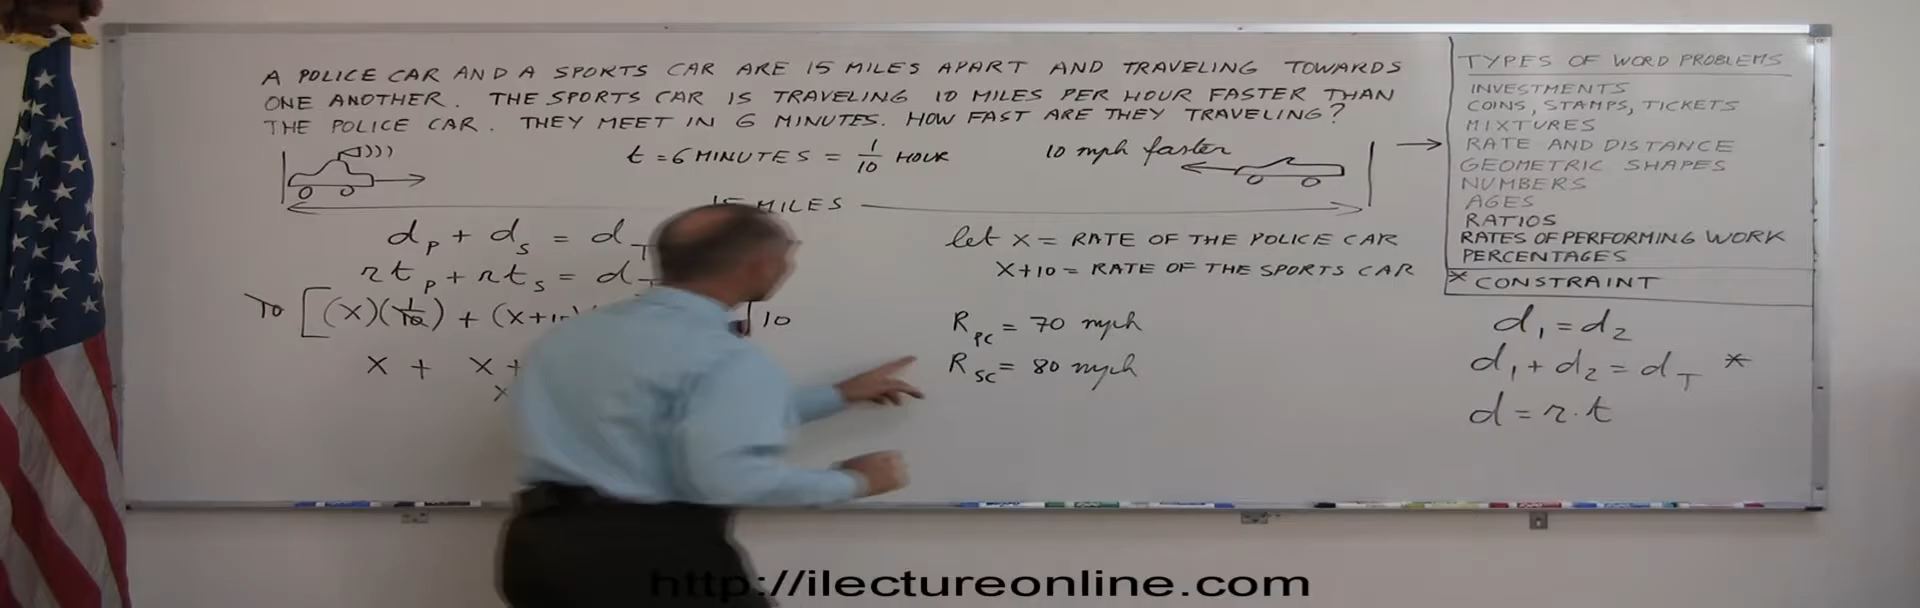 A POLICE CAR AND A SPORTS CAR ARE 15 MILES APART AND TRAVELING TOWARDS
ONE ANOTHER. THE SPORTS CAR IS TRAVELING 10 MILES PER HOUR FASTER THAN
THE POLICE CAR. THEY MEET IN 6 MINUTES. HOW FAST ARE THEY TRAVELING?
t = 6 MINUTES = 1/10 HOUR
10 mph faster
MILES
d_p + d_s = d_T
rt_p + rt_s = d
10 [(x)(1/10) + (x+10) ] 10
x + x +
x
let x = RATE OF THE POLICE CAR
x+10 = RATE OF THE SPORTS CAR
R_PC = 70 mph
R_SC = 80 mph
TYPES OF WORD PROBLEMS
INVESTMENTS
COINS, STAMPS, TICKETS
MIXTURES
RATE AND DISTANCE
GEOMETRIC SHAPES
NUMBERS
AGES
RATIOS
RATES OF PERFORMING WORK
PERCENTAGES
* CONSTRAINT
d_1 = d_2
d_1 + d_2 = d_T *
d = r·t
http://ilectureonline.com